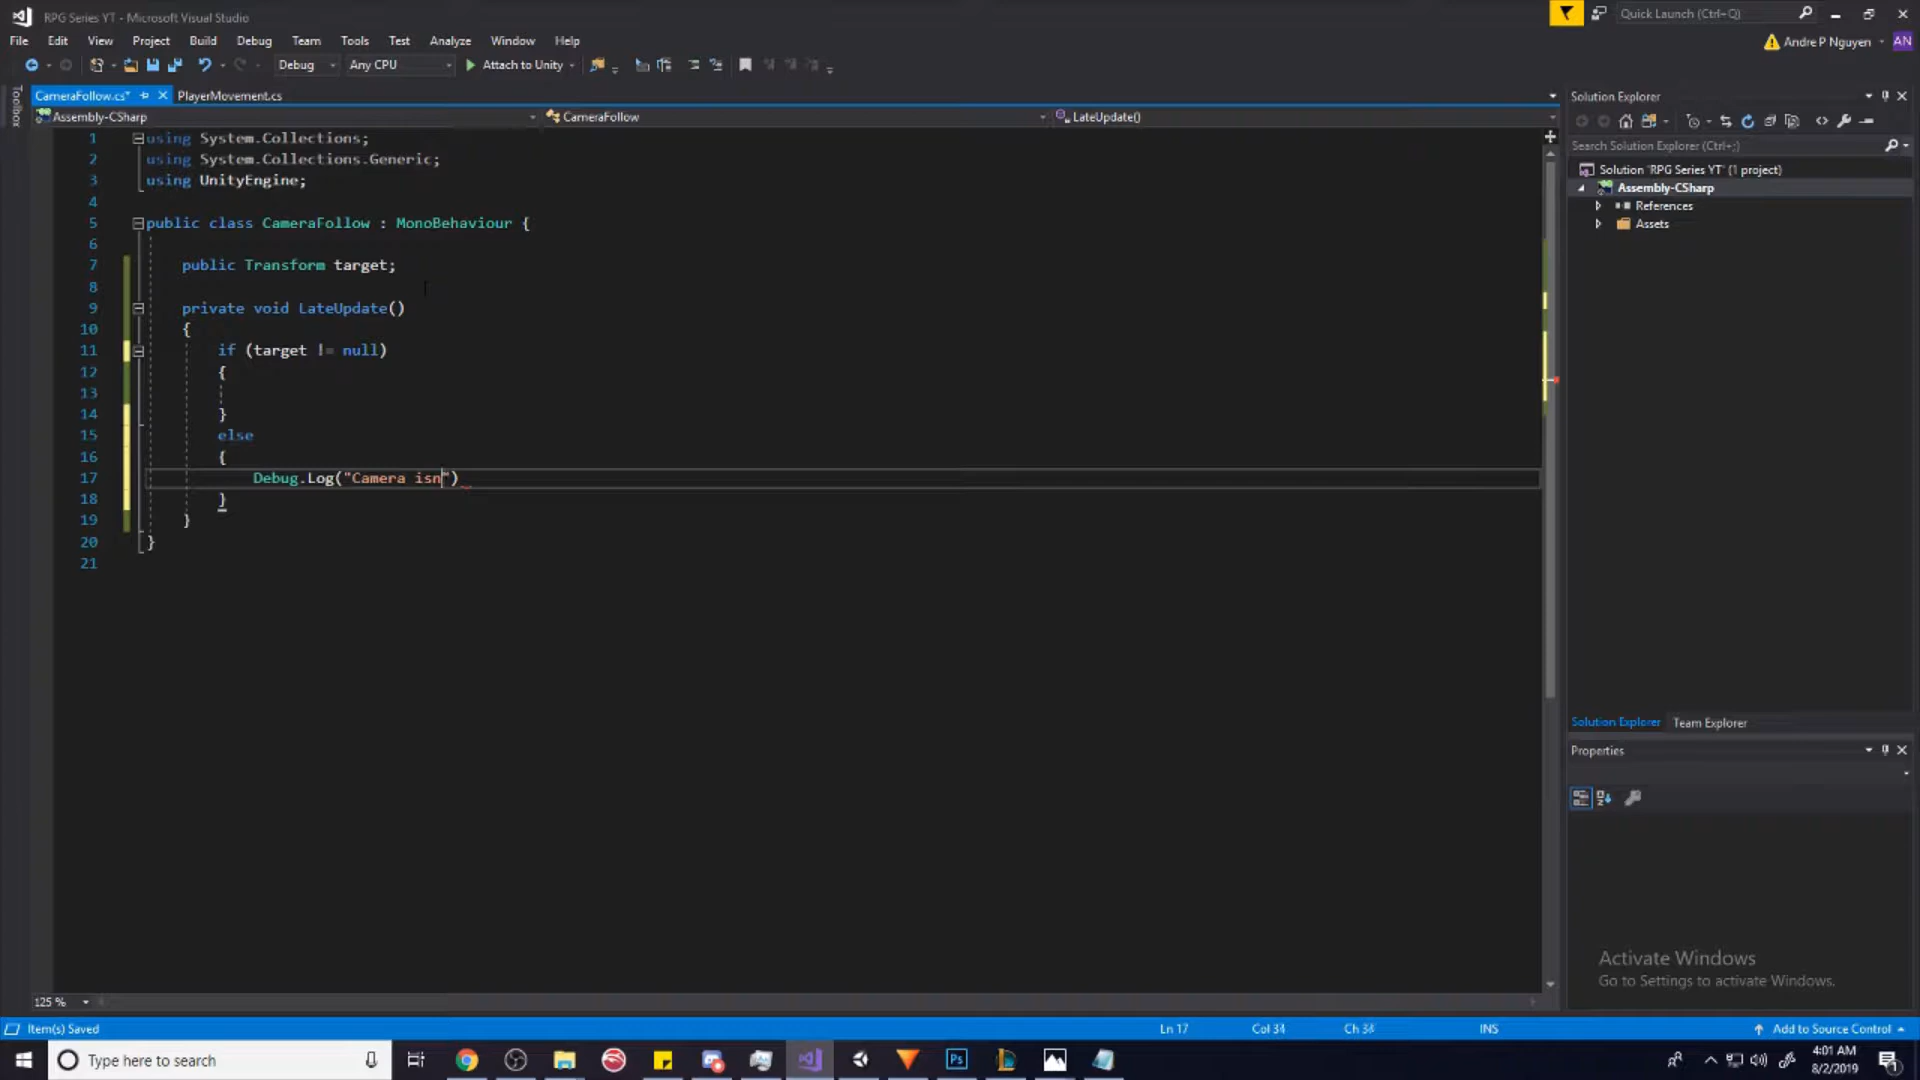 RPG Series YT - Microsoft Visual Studio
Quick Launch (Ctrl+Q)
File Edit View Project Build Debug Team Tools Test Analyze Window Help
Andre P Nguyen AN
Debug Any CPU Attach to Unity
Toolbox
CameraFollow.cs* PlayerMovement.cs
Assembly-CSharp CameraFollow LateUpdate()
1 using System.Collections;
2 using System.Collections.Generic;
3 using UnityEngine;
4
5 public class CameraFollow : MonoBehaviour {
6
7 public Transform target;
8
9 private void LateUpdate()
10 {
11 if (target != null)
12 {
13
14 }
15 else
16 {
17 Debug.Log("Camera isn")
18 }
19 }
20 }
21
Solution Explorer
Search Solution Explorer (Ctrl+;)
Solution "RPG Series YT" (1 project)
Assembly-CSharp
References
Assets
Solution Explorer Team Explorer
Properties
Activate Windows
Go to Settings to activate Windows.
125 %
Item(s) Saved Ln 17 Col 34 Ch 34 INS Add to Source Control
Type here to search
4:01 AM
8/2/2019